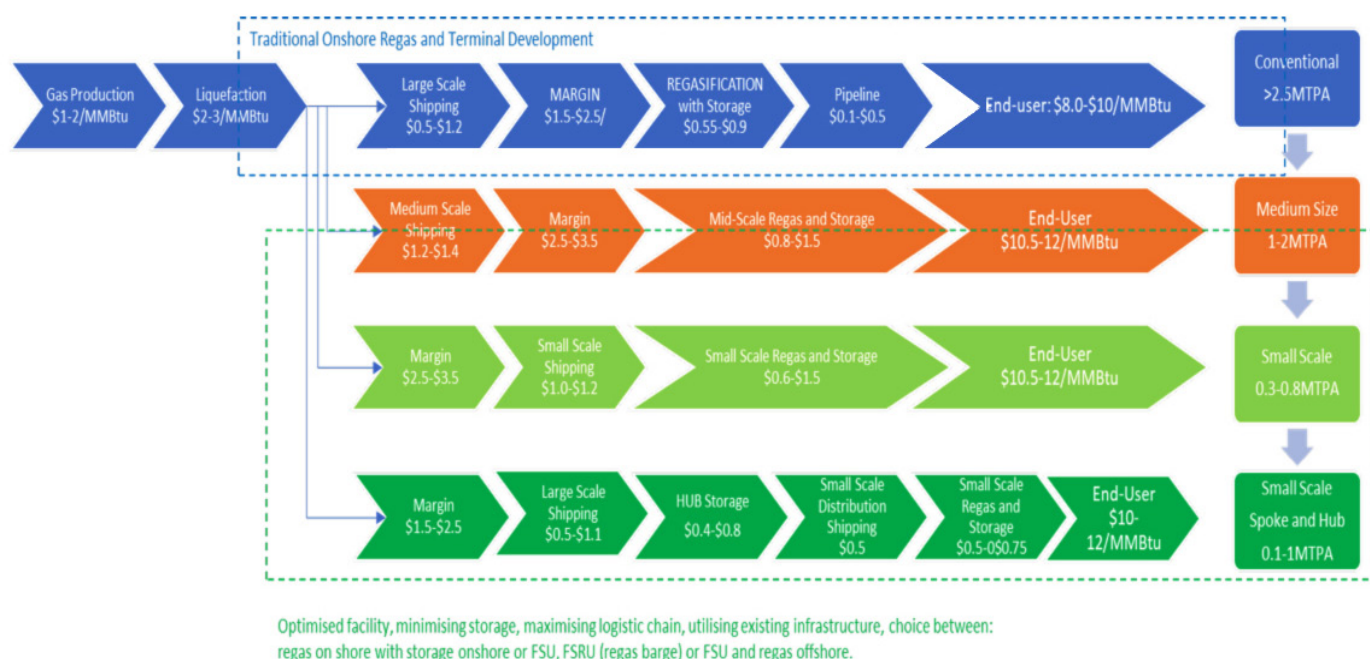 Traditional Onshore Regas and Terminal Development
Gas Production
$1-2/MMBtu
Liquefaction
$2-3/MMBtu
Large Scale
Shipping
$0.5-$1.2
MARGIN
$1.5-$2.5/
REGASIFICATION
with Storage
$0.55-$0.9
Pipeline
$0.1-$0.5
End-user: $8.0-$10/MMBtu
Conventional
>2.5MTPA
Medium Scale
Shipping
$1.2-$1.4
Margin
$2.5-$3.5
Mid-Scale Regas and Storage
$0.8-$1.5
End-User
$10.5-12/MMBtu
Medium Size
1-2MTPA
Margin
$2.5-$3.5
Small Scale
Shipping
$1.0-$1.2
Small Scale Regas and Storage
$0.6-$1.5
End-User
$10.5-12/MMBtu
Small Scale
0.3-0.8MTPA
Margin
$1.5-$2.5
Large Scale
Shipping
$0.5-$1.1
HUB Storage
$0.4-$0.8
Small Scale
Distribution
Shipping
$0.5
Small Scale
Regas and
Storage
$0.5-0$0.75
End-User
$10-
12/MMBtu
Small Scale
Spoke and Hub
0.1-1MTPA
Optimised facility, minimising storage, maximising logistic chain, utilising existing infrastructure, choice between:
regas on shore with storage onshore or FSU, FSRU (regas barge) or FSU and regas offshore.